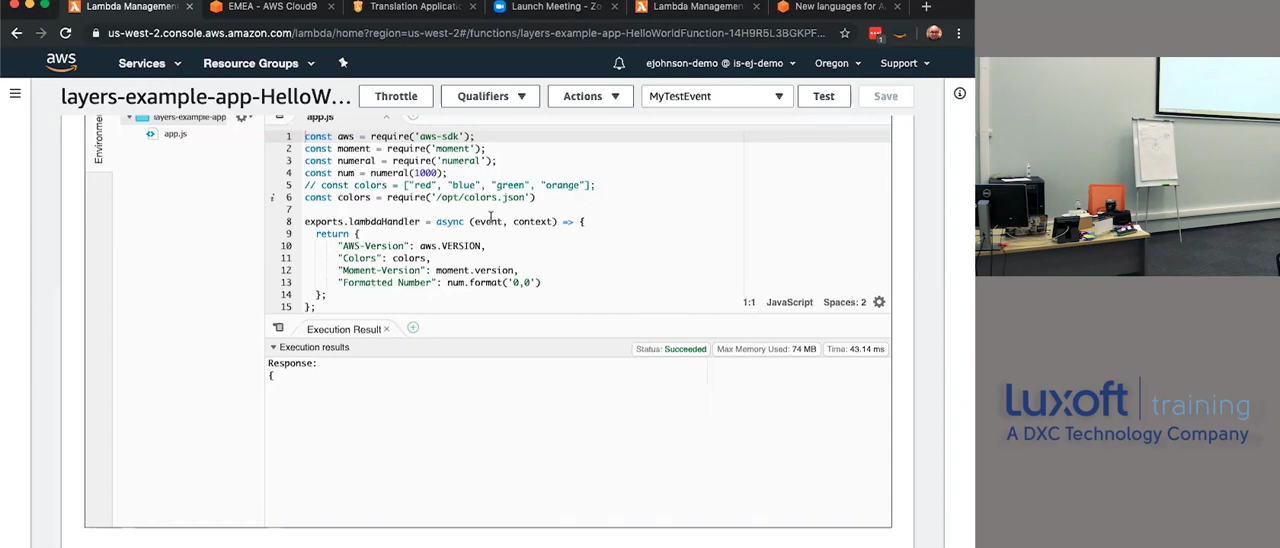 Lambda Management
EMEA - AWS Cloud9
Translation Applicatio
Launch Meeting - Zo
Lambda Managemen
New languages for A
us-west-2.console.aws.amazon.com/lambda/home?region=us-west-2#/functions/layers-example-app-HelloWorldFunction-14H9R5L3BGKPF...
aws
Services
Resource Groups
ejohnson-demo @ is-ej-demo
Oregon
Support
layers-example-app-HelloW...
Throttle
Qualifiers
Actions
MyTestEvent
Test
Save
Environmen
layers-example-app
app.js
app.js
1 const aws = require('aws-sdk');
2 const moment = require('moment');
3 const numeral = require('numeral');
4 const num = numeral(1000);
5 // const colors = ["red", "blue", "green", "orange"];
6 const colors = require('/opt/colors.json')
7
8 exports.lambdaHandler = async (event, context) => {
9 return {
10 "AWS-Version": aws.VERSION,
11 "Colors": colors,
12 "Moment-Version": moment.version,
13 "Formatted Number": num.format('0,0')
14 };
15 };
1:1 JavaScript Spaces: 2
Execution Result
Execution results
Status: Succeeded
Max Memory Used: 74 MB
Time: 43.14 ms
Response:
{
Luxoft training
A DXC Technology Company